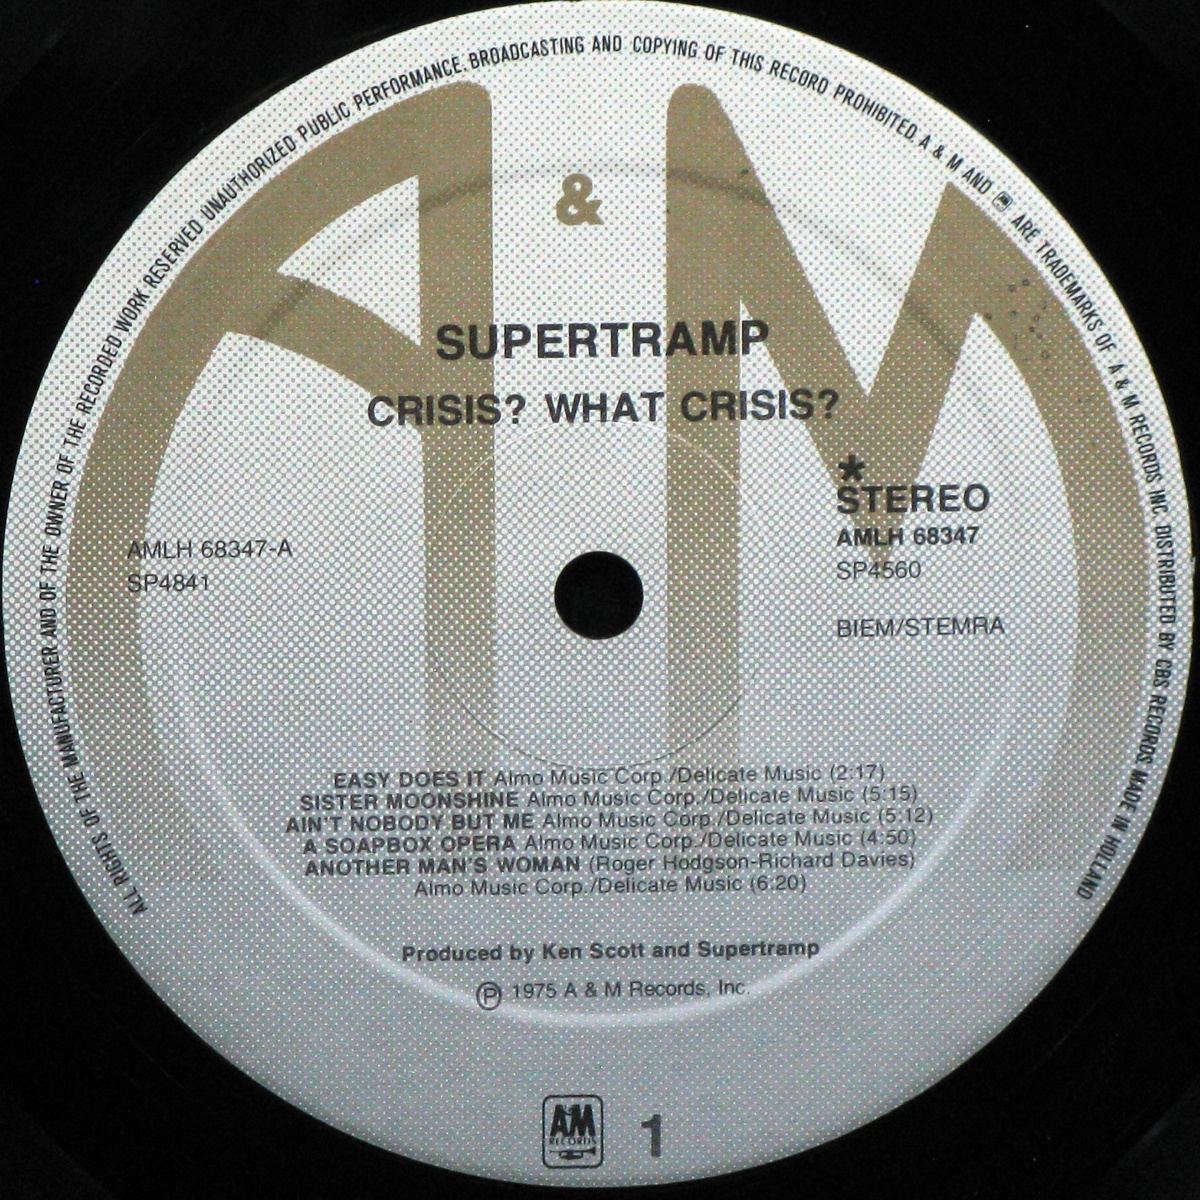 ALL RIGHTS OF THE MANUFACTURER AND OF THE OWNER OF THE RECORDED WORK RESERVED UNAUTHORIZED PUBLIC PERFORMANCE. BROADCASTING AND COPYING OF THIS RECORD PROHIBITED. A & M AND AM ARE TRADEMARKS OF A & M RECORDS INC. DISTRIBUTED BY CBS RECORDS MADE IN HOLLAND
A & M
SUPERTRAMP
CRISIS? WHAT CRISIS?
AMLH 68347-A
SP4841
*
STEREO
AMLH 68347
SP4560
BIEM/STEMRA
EASY DOES IT Almo Music Corp./Delicate Music (2:17)
SISTER MOONSHINE Almo Music Corp./Delicate Music (5:15)
AIN'T NOBODY BUT ME Almo Music Corp./Delicate Music (5:12)
A SOAPBOX OPERA Almo Music Corp./Delicate Music (4:50)
ANOTHER MAN'S WOMAN (Roger Hodgson-Richard Davies)
Almo Music Corp./Delicate Music (6:20)
Produced by Ken Scott and Supertramp
Ⓟ 1975 A & M Records, Inc.
AM
RECORDS
1